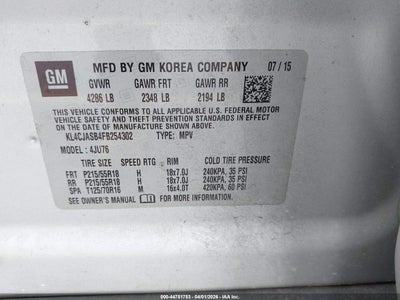 GM
MFD BY GM KOREA COMPANY 07 / 15
GVWR GAWR FRT GAWR RR
4286 LB 2348 LB 2194 LB
THIS VEHICLE CONFORMS TO ALL APPLICABLE U.S. FEDERAL MOTOR
VEHICLE SAFETY AND THEFT PREVENTION STANDARDS IN EFFECT ON
THE DATE OF MANUFACTURE SHOWN ABOVE.
KL4CJASB4FB254302 TYPE: MPV
MODEL : 4JU76
TIRE SIZE SPEED RTG RIM COLD TIRE PRESSURE
FRT P215/55R18 H 18x7.0J 240KPA, 35 PSI
RR P215/55R18 H 18x7.0J 240KPA, 35 PSI
SPA T125/70R16 M 16x4.0T 420KPA, 60 PSI
SEE OWNER'S MANUAL FOR MORE INFORMATION
000-44751753 - 04/01/2026 - IAA